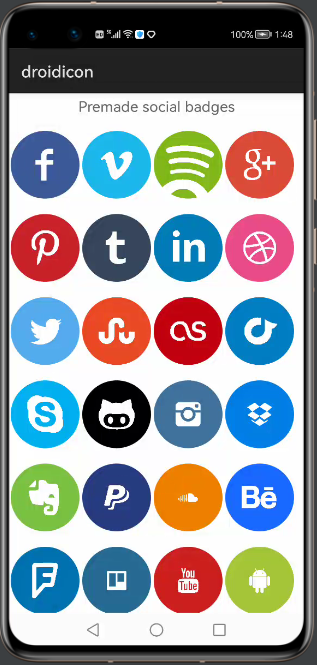 100% 1:48
droidicon
Premade social badges
f v g+
t in
S
P Bē
You
Tube